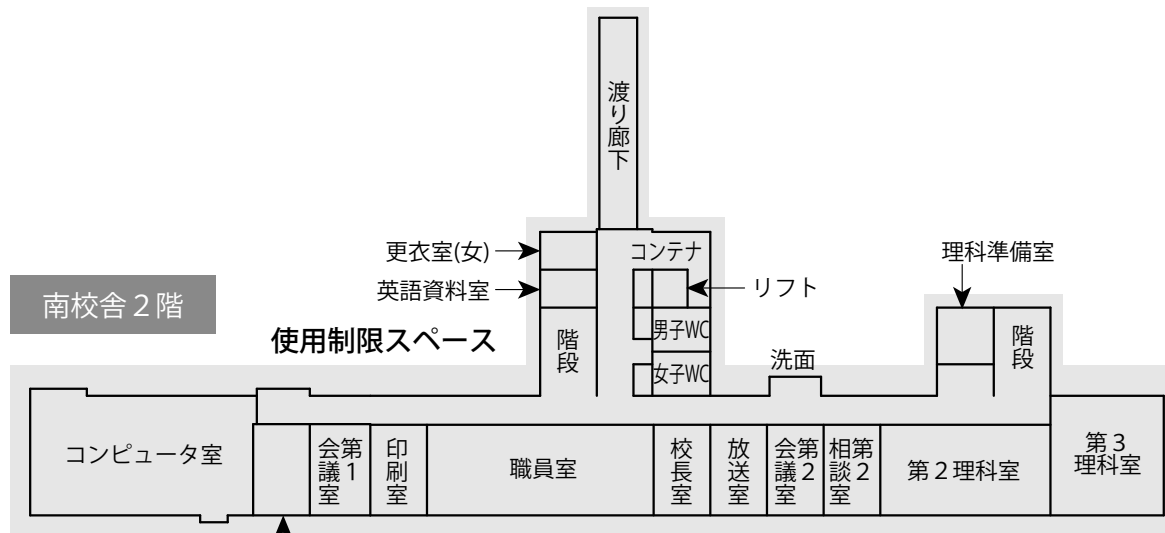 渡り廊下
更衣室(女)
コンテナ
理科準備室
英語資料室
リフト
南校舎２階
使用制限スペース
階段
男子WC
女子WC
洗面
階段
コンピュータ室
第１会議室
印刷室
職員室
校長室
放送室
第２会議室
第２相談室
第２理科室
第３
理科室